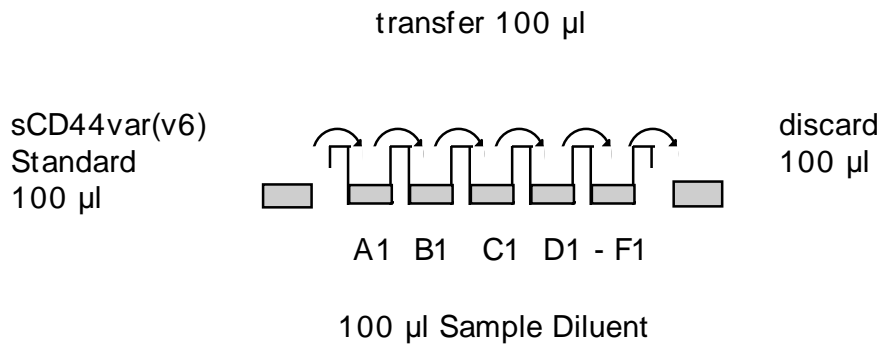 transfer 100 µl
sCD44var(v6)
Standard
100 µl
discard
100 µl
A1 B1 C1 D1 - F1
100 µl Sample Diluent